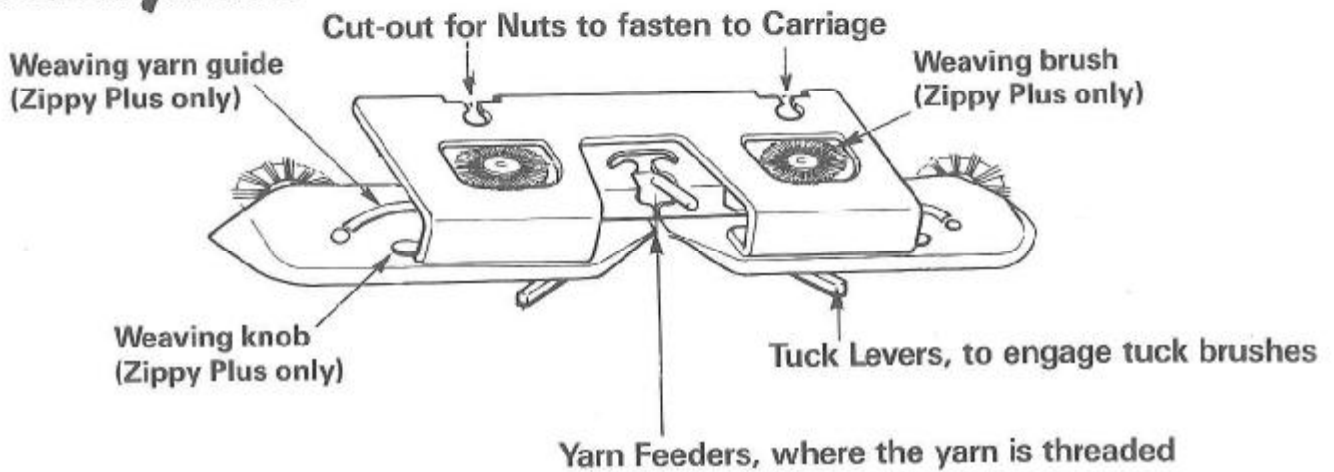 Cut-out for Nuts to fasten to Carriage
Weaving yarn guide
(Zippy Plus only)
Weaving brush
(Zippy Plus only)
Weaving knob
(Zippy Plus only)
Tuck Levers, to engage tuck brushes
Yarn Feeders, where the yarn is threaded